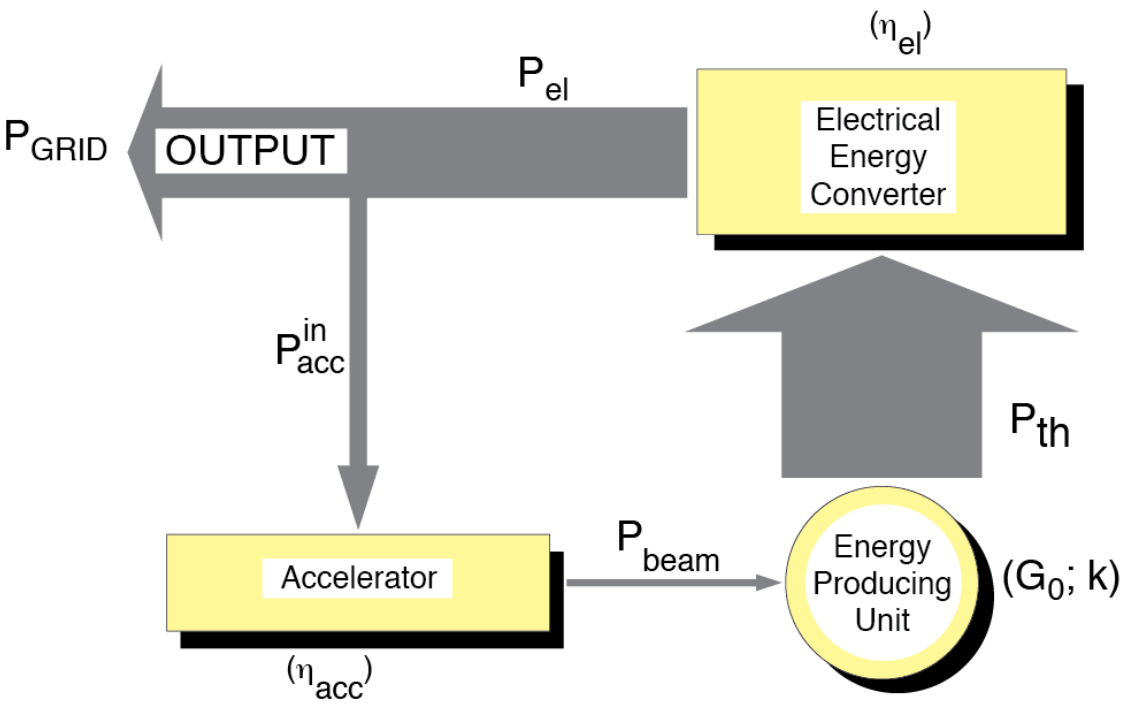 (η_el)
P_el
Electrical
Energy
Converter
P_GRID
OUTPUT
P_acc^in
P_th
P_beam
Energy
Producing
Unit
(G_0; k)
Accelerator
(η_acc)